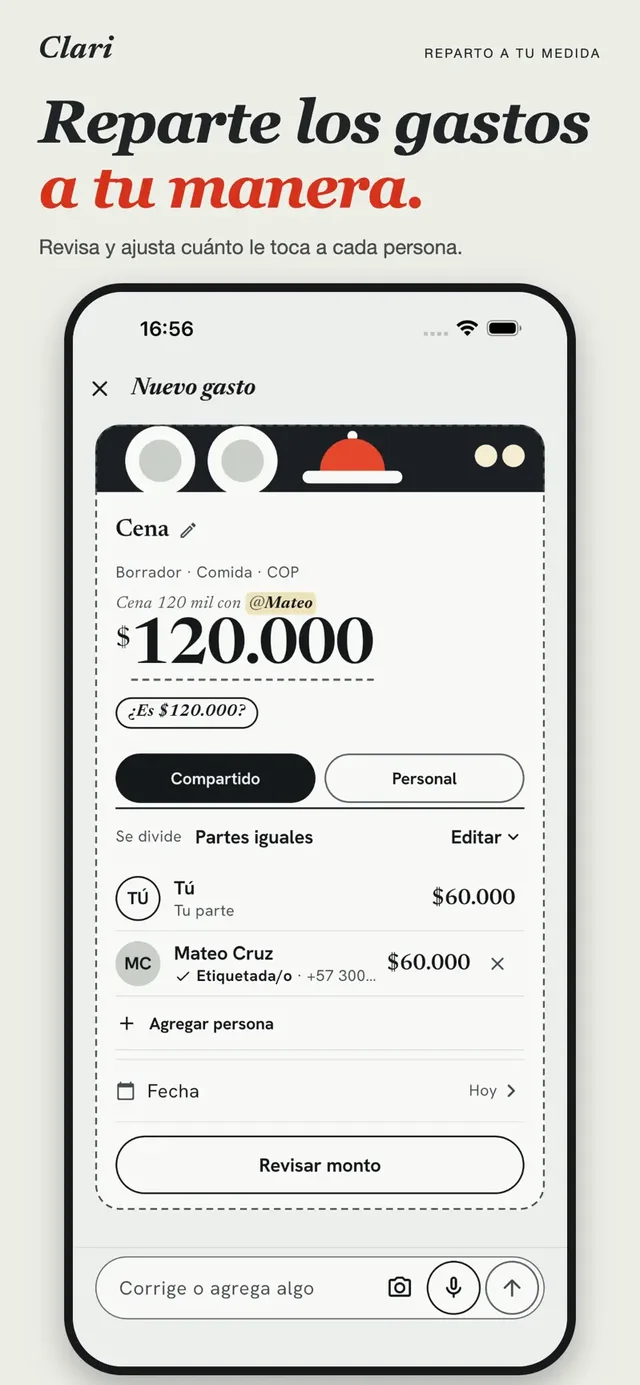 Clari
REPARTO A TU MEDIDA
Reparte los gastos
a tu manera.
Revisa y ajusta cuánto le toca a cada persona.
16:56
Nuevo gasto
Cena
Borrador · Comida · COP
Cena 120 mil con @Mateo
$120.000
¿Es $120.000?
Compartido
Personal
Se divide Partes iguales Editar
TÚ Tú $60.000
Tu parte
MC Mateo Cruz $60.000
Etiquetada/o · +57 300...
Agregar persona
Fecha Hoy
Revisar monto
Corrige o agrega algo